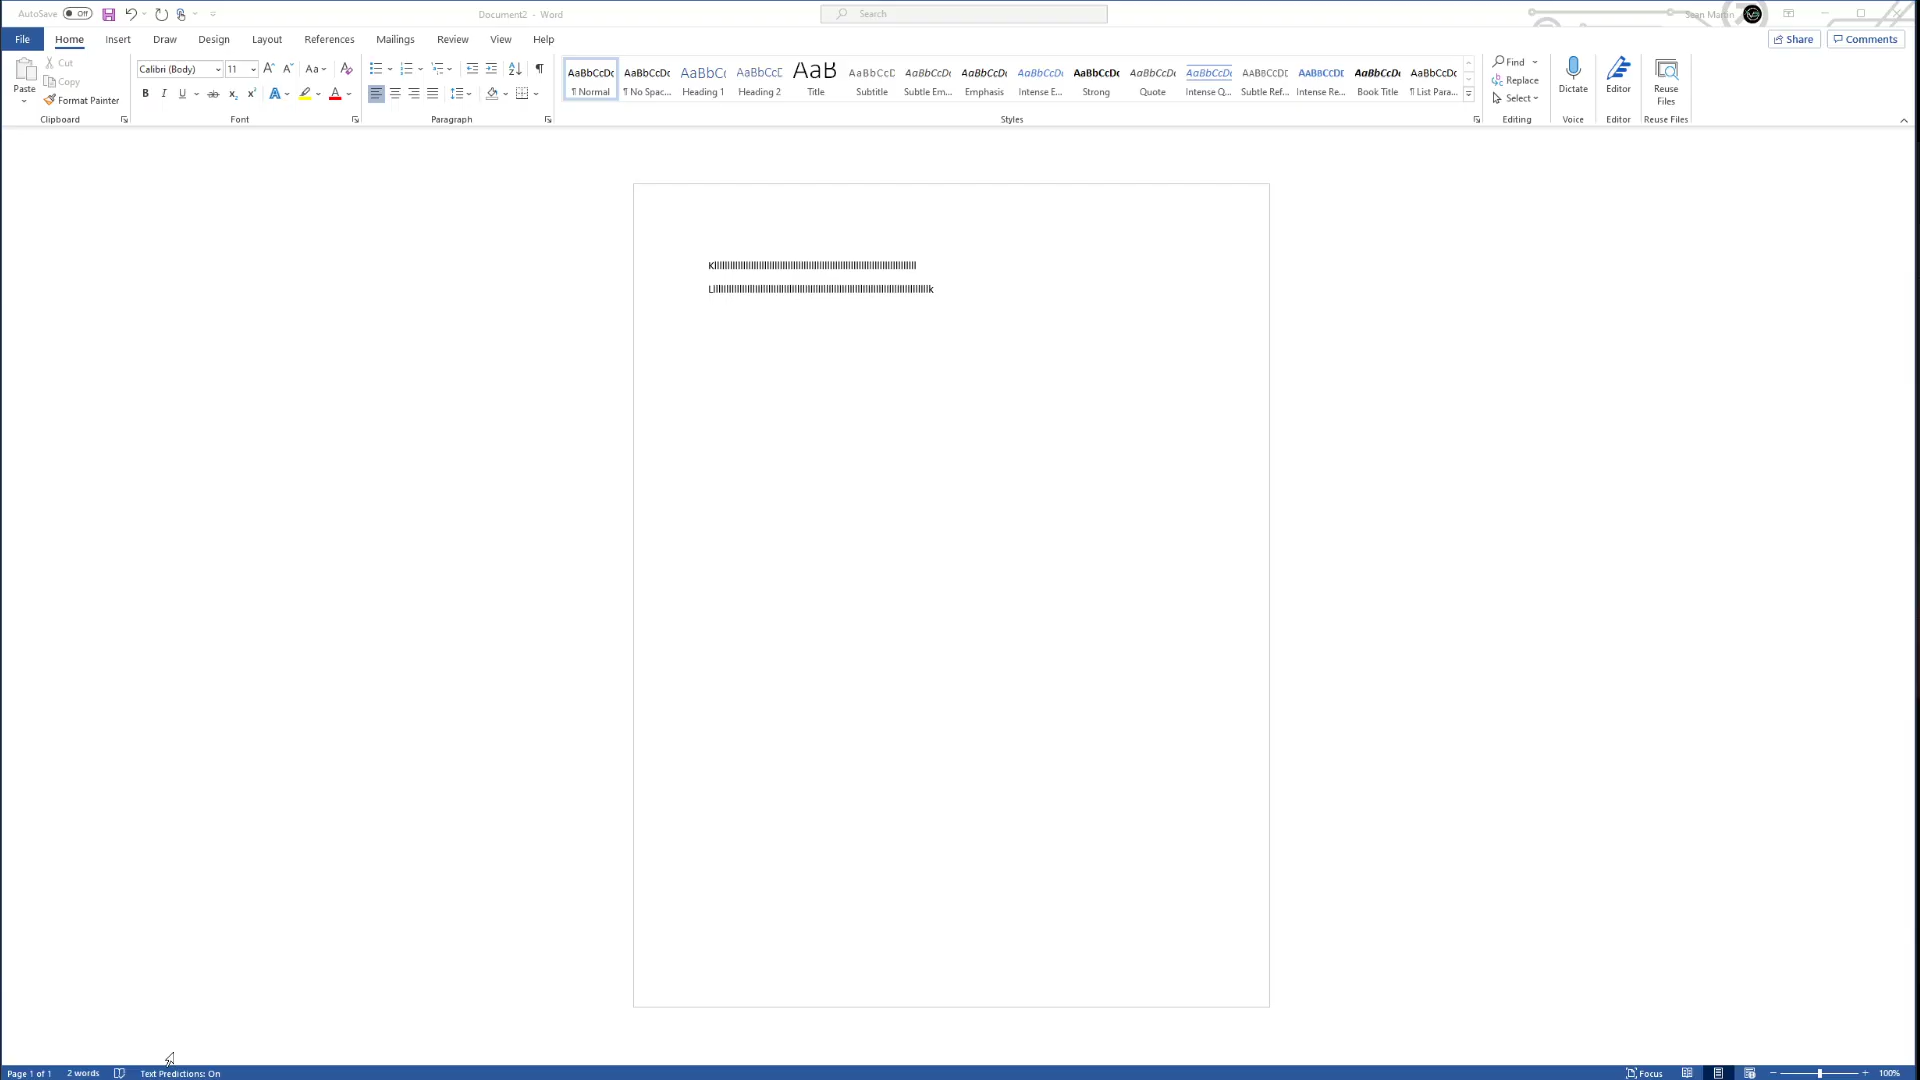 AutoSave Off Document2 - Word Search Sean Martin
File Home Insert Draw Design Layout References Mailings Review View Help Share Comments
Paste
Cut
Copy
Format Painter
Clipboard
Calibri (Body) 11
Font
Paragraph
AaBbCcDc AaBbCcDc AaBbC( AaBbCcE AaB AaBbCcD AaBbCcDc AaBbCcDc AaBbCcDc AaBbCcDc AaBbCcDc AaBbCcDc AABBCCDC AABBCCDC AaBbCcDc AaBbCcDc
¶ Normal ¶ No Spac... Heading 1 Heading 2 Title Subtitle Subtle Em... Emphasis Intense E... Strong Quote Intense Q... Subtle Ref... Intense Re... Book Title ¶ List Para...
Styles
Find
Replace
Select
Editing
Dictate
Voice
Editor
Editor
Reuse
Files
Reuse Files
Page 1 of 1 2 words Text Predictions: On Focus 100%